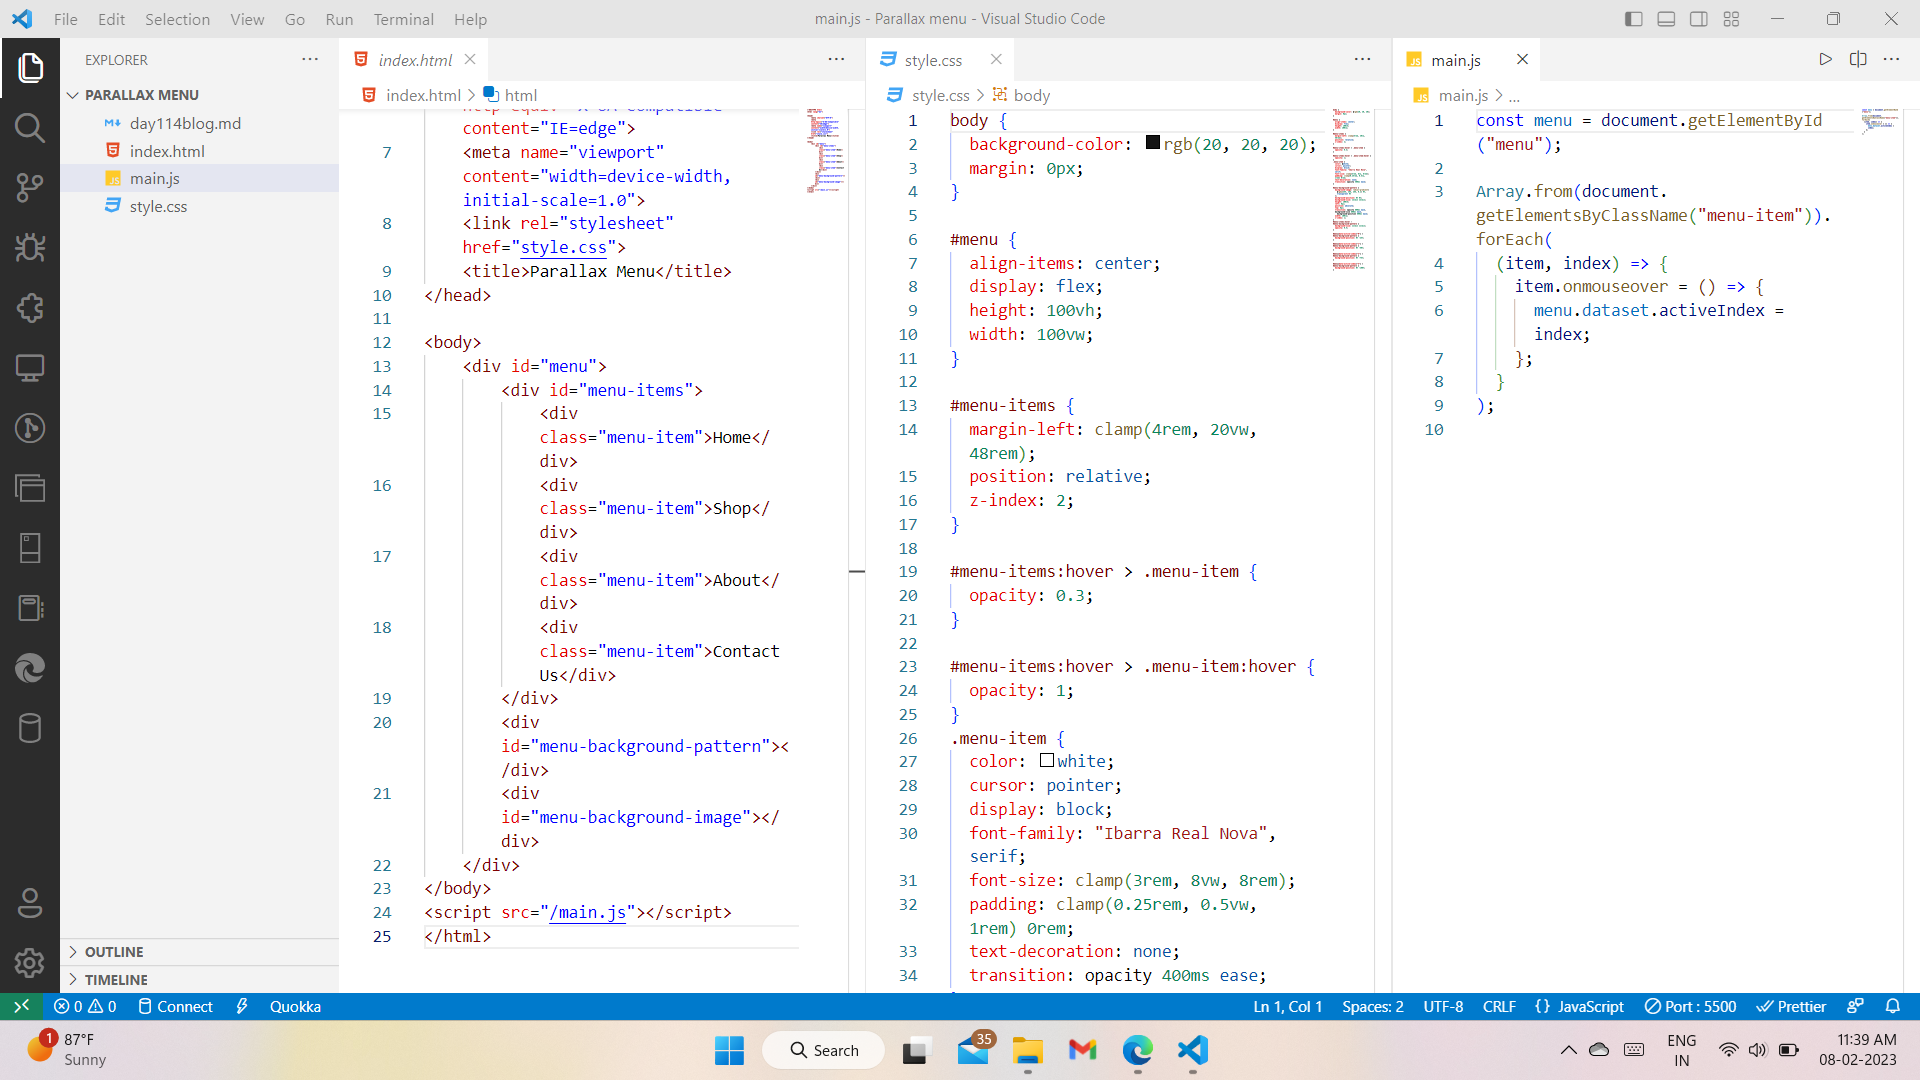 File Edit Selection View Go Run Terminal Help
main.js - Parallax menu - Visual Studio Code
EXPLORER
PARALLAX MENU
day114blog.md
index.html
main.js
style.css
OUTLINE
TIMELINE
index.html
index.html > html
content="IE=edge">
7 <meta name="viewport"
content="width=device-width,
initial-scale=1.0">
8 <link rel="stylesheet"
href="style.css">
9 <title>Parallax Menu</title>
10 </head>
11
12 <body>
13 <div id="menu">
14 <div id="menu-items">
15 <div
class="menu-item">Home</
div>
16 <div
class="menu-item">Shop</
div>
17 <div
class="menu-item">About</
div>
18 <div
class="menu-item">Contact
Us</div>
19 </div>
20 <div
id="menu-background-pattern"><
/div>
21 <div
id="menu-background-image"></
div>
22 </div>
23 </body>
24 <script src="/main.js"></script>
25 </html>
style.css
style.css > body
1 body {
2 background-color: rgb(20, 20, 20);
3 margin: 0px;
4 }
5
6 #menu {
7 align-items: center;
8 display: flex;
9 height: 100vh;
10 width: 100vw;
11 }
12
13 #menu-items {
14 margin-left: clamp(4rem, 20vw,
48rem);
15 position: relative;
16 z-index: 2;
17 }
18
19 #menu-items:hover > .menu-item {
20 opacity: 0.3;
21 }
22
23 #menu-items:hover > .menu-item:hover {
24 opacity: 1;
25 }
26 .menu-item {
27 color: white;
28 cursor: pointer;
29 display: block;
30 font-family: "Ibarra Real Nova",
serif;
31 font-size: clamp(3rem, 8vw, 8rem);
32 padding: clamp(0.25rem, 0.5vw,
1rem) 0rem;
33 text-decoration: none;
34 transition: opacity 400ms ease;
main.js
main.js > ...
1 const menu = document.getElementById
("menu");
2
3 Array.from(document.
getElementsByClassName("menu-item")).
forEach(
4 (item, index) => {
5 item.onmouseover = () => {
6 menu.dataset.activeIndex =
index;
7 };
8 }
9 );
10
0 0 Connect Quokka
Ln 1, Col 1 Spaces: 2 UTF-8 CRLF {} JavaScript Port : 5500 Prettier
1 87°F
Sunny
Search
35
ENG
IN
11:39 AM
08-02-2023